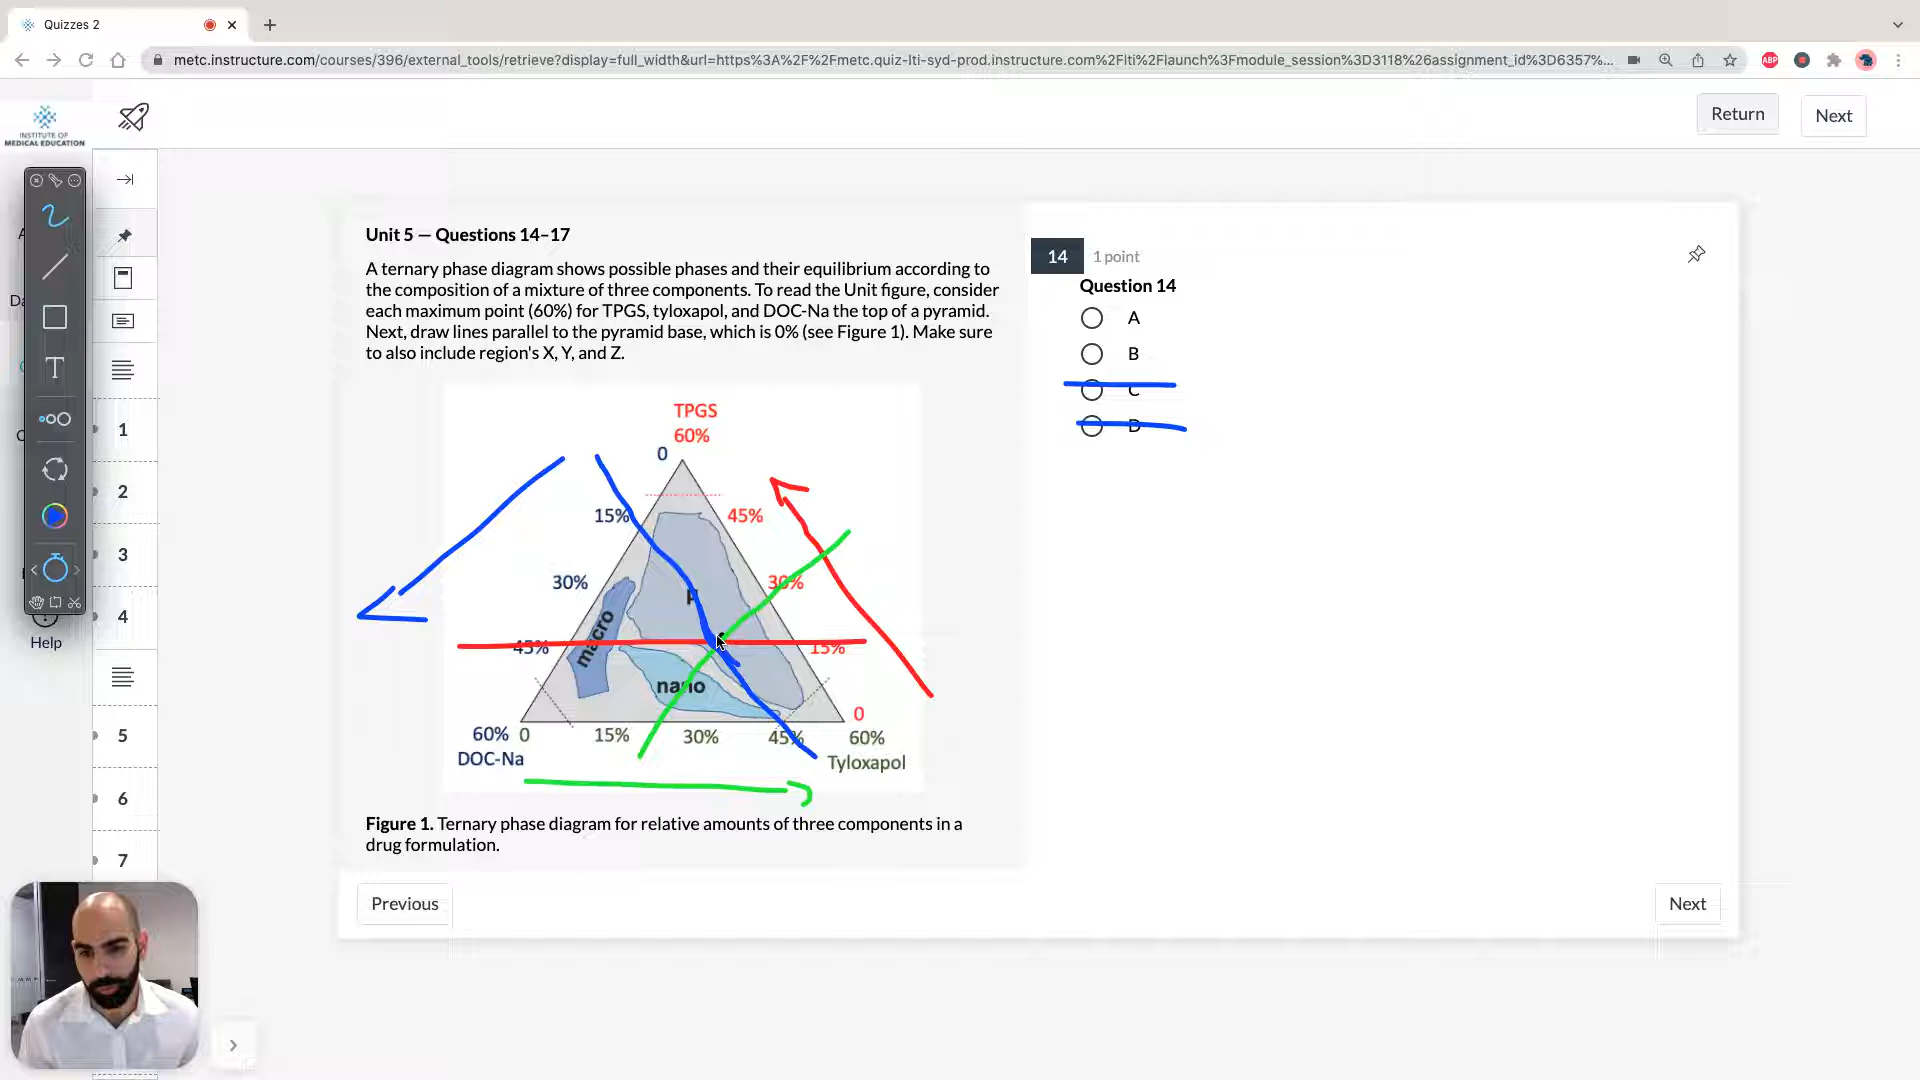 Quizzes 2
metc.instructure.com/courses/396/external_tools/retrieve?display=full_width&url=https%3A%2F%2Fmetc.quiz-lti-syd-prod.instructure.com%2Flti%2Flaunch%3Fmodule_session%3D3118%26assignment_id%3D6357%...
ABP
INSTITUTE OF
MEDICAL EDUCATION
Return
Next
T
1
2
3
4
5
6
7
Help
Unit 5 — Questions 14–17
A ternary phase diagram shows possible phases and their equilibrium according to
the composition of a mixture of three components. To read the Unit figure, consider
each maximum point (60%) for TPGS, tyloxapol, and DOC-Na the top of a pyramid.
Next, draw lines parallel to the pyramid base, which is 0% (see Figure 1). Make sure
to also include region's X, Y, and Z.
TPGS
60%
0
15%
45%
30%
30%
μ
macro
45%
15%
nano
0
60%
0
15%
30%
45%
60%
DOC-Na
Tyloxapol
Figure 1. Ternary phase diagram for relative amounts of three components in a
drug formulation.
14
1 point
Question 14
A
B
C
D
Previous
Next